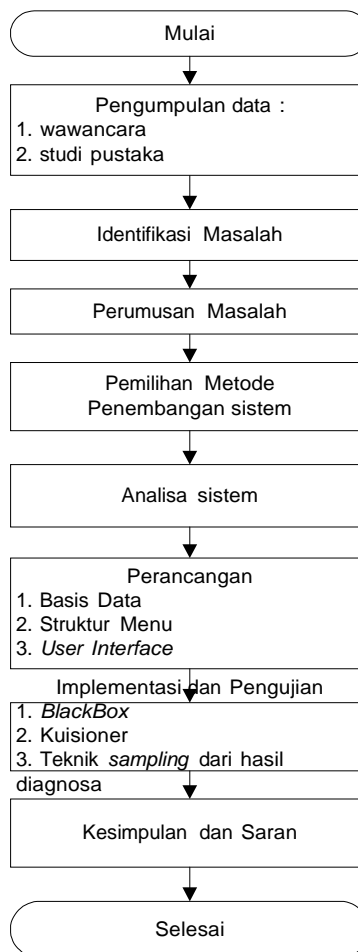 Mulai
Pengumpulan data :
1. wawancara
2. studi pustaka
Identifikasi Masalah
Perumusan Masalah
Pemilihan Metode
Penembangan sistem
Analisa sistem
Perancangan
1. Basis Data
2. Struktur Menu
3. User Interface
Implementasi dan Pengujian
1. BlackBox
2. Kuisioner
3. Teknik sampling dari hasil
diagnosa
Kesimpulan dan Saran
Selesai